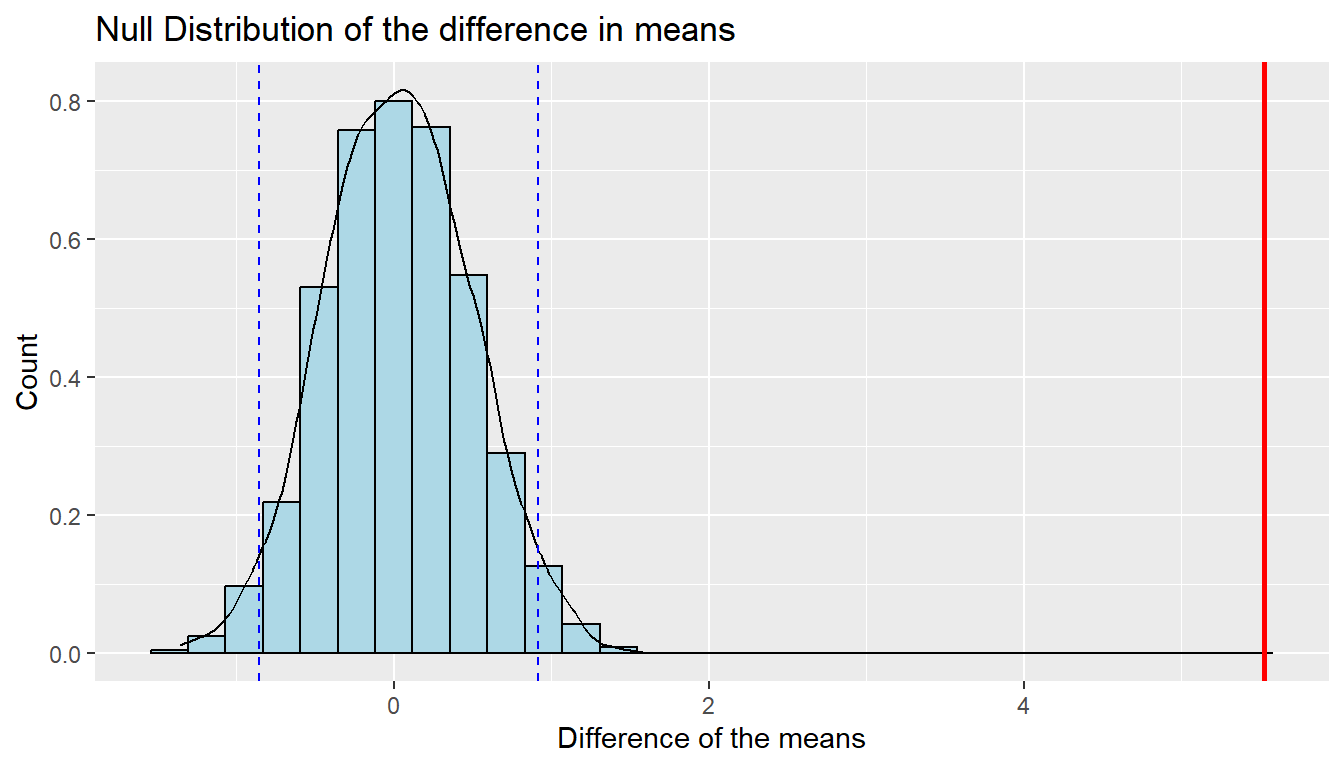 Null Distribution of the difference in means
0.8
0.6
0.4
0.2
0.0
Count
0 2 4
Difference of the means